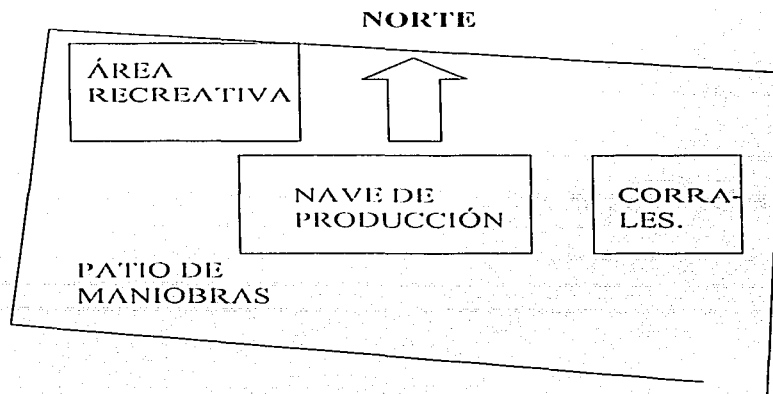 NORTE
ÁREA
RECREATIVA
NAVE DE
PRODUCCIÓN
CORRA-
LES.
PATIO DE
MANIOBRAS